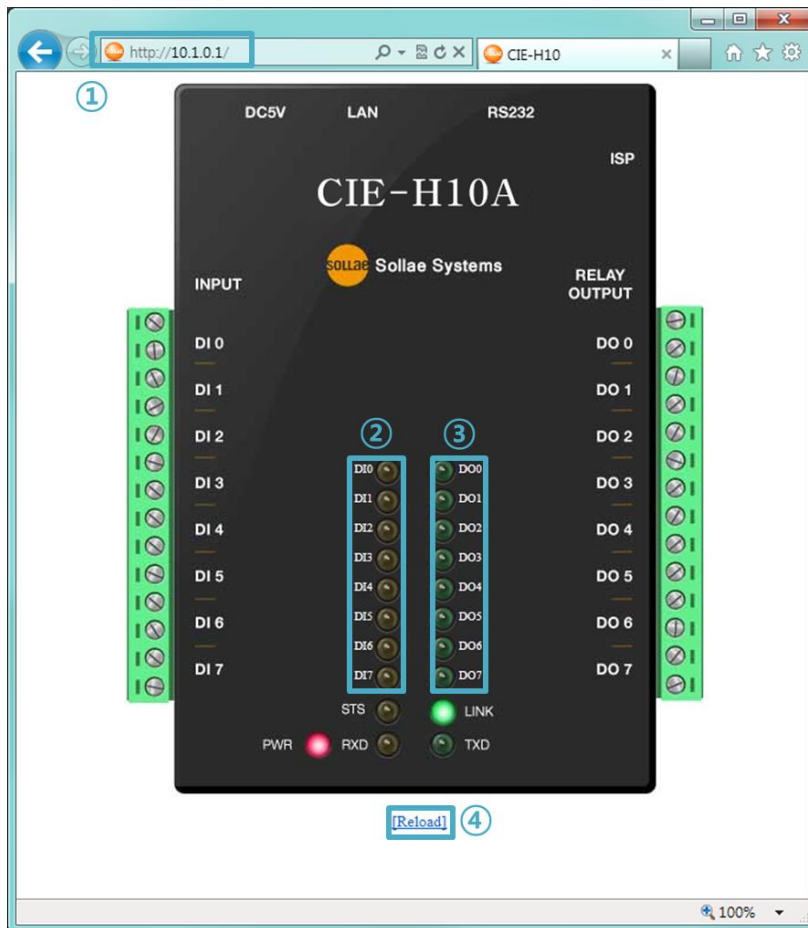 http://10.1.0.1/
CIE-H10
①
DC5V LAN RS232
ISP
CIE-H10A
SOLLAE Sollae Systems
INPUT
RELAY
OUTPUT
DI 0 DO 0
DI 1 DO 1
DI 2 DO 2
② ③
DI0 DO0
DI 3 DO 3
DI1 DO1
DI2 DO2
DI 4 DO 4
DI3 DO3
DI 5 DO 5
DI4 DO4
DI5 DO5
DI 6 DO 6
DI6 DO6
DI 7 DO 7
DI7 DO7
STS LINK
PWR RXD TXD
[Reload] ④
100%